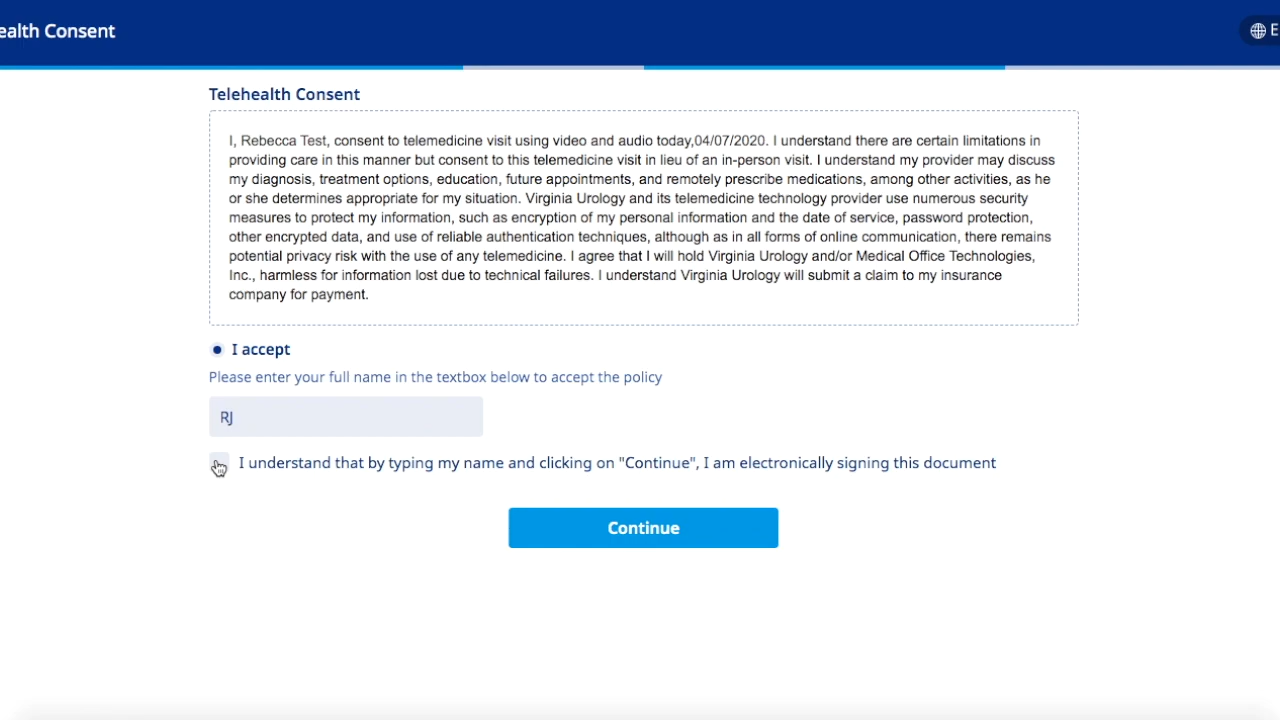 ealth Consent
E
Telehealth Consent
I, Rebecca Test, consent to telemedicine visit using video and audio today,04/07/2020. I understand there are certain limitations in
providing care in this manner but consent to this telemedicine visit in lieu of an in-person visit. I understand my provider may discuss
my diagnosis, treatment options, education, future appointments, and remotely prescribe medications, among other activities, as he
or she determines appropriate for my situation. Virginia Urology and its telemedicine technology provider use numerous security
measures to protect my information, such as encryption of my personal information and the date of service, password protection,
other encrypted data, and use of reliable authentication techniques, although as in all forms of online communication, there remains
potential privacy risk with the use of any telemedicine. I agree that I will hold Virginia Urology and/or Medical Office Technologies,
Inc., harmless for information lost due to technical failures. I understand Virginia Urology will submit a claim to my insurance
company for payment.
I accept
Please enter your full name in the textbox below to accept the policy
RJ
I understand that by typing my name and clicking on "Continue", I am electronically signing this document
Continue